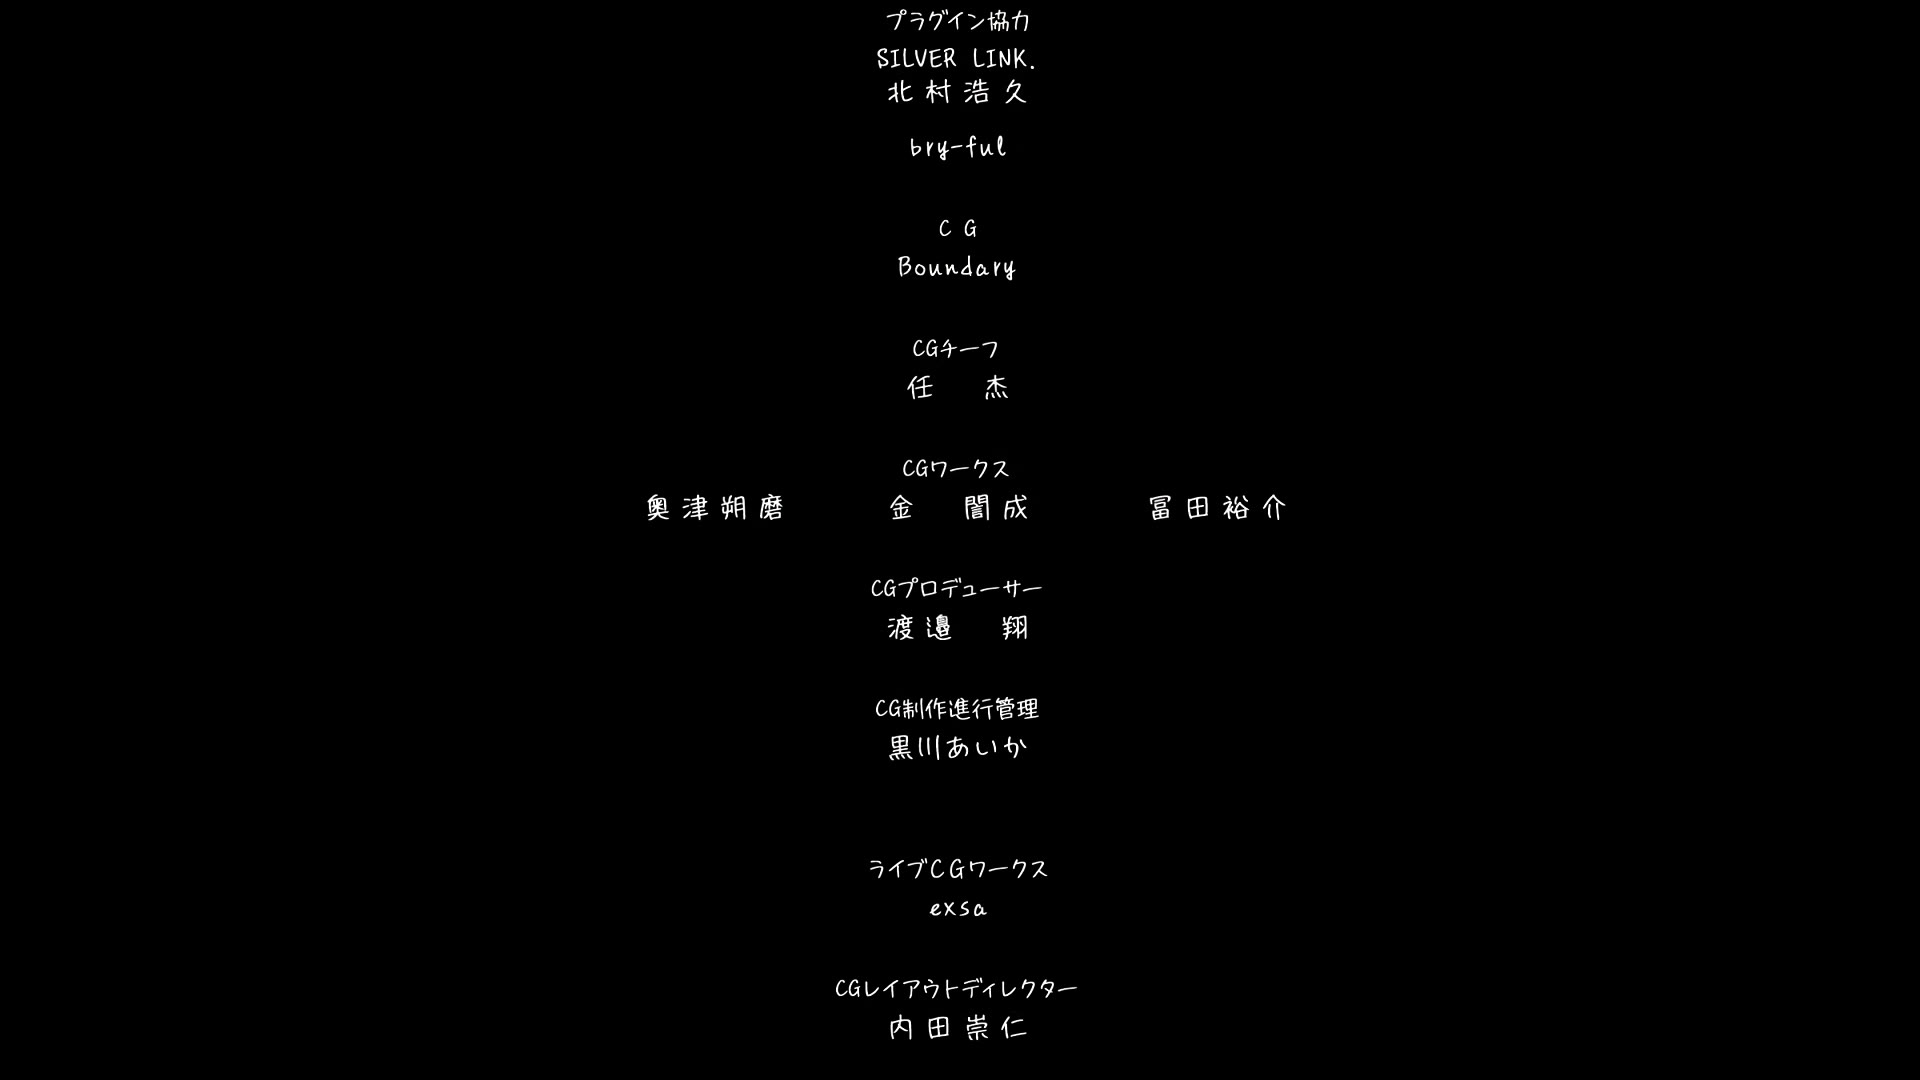 プラグイン協力
SILVER LINK.
北村浩久
bry-ful
CG
Boundary
CGチーフ
任　杰
CGワークス
奥津朔磨　金　誾成　冨田裕介
CGプロデューサー
渡邉　翔
CG制作進行管理
黒川あいか
ライブCGワークス
exsa
CGレイアウトディレクター
内田崇仁